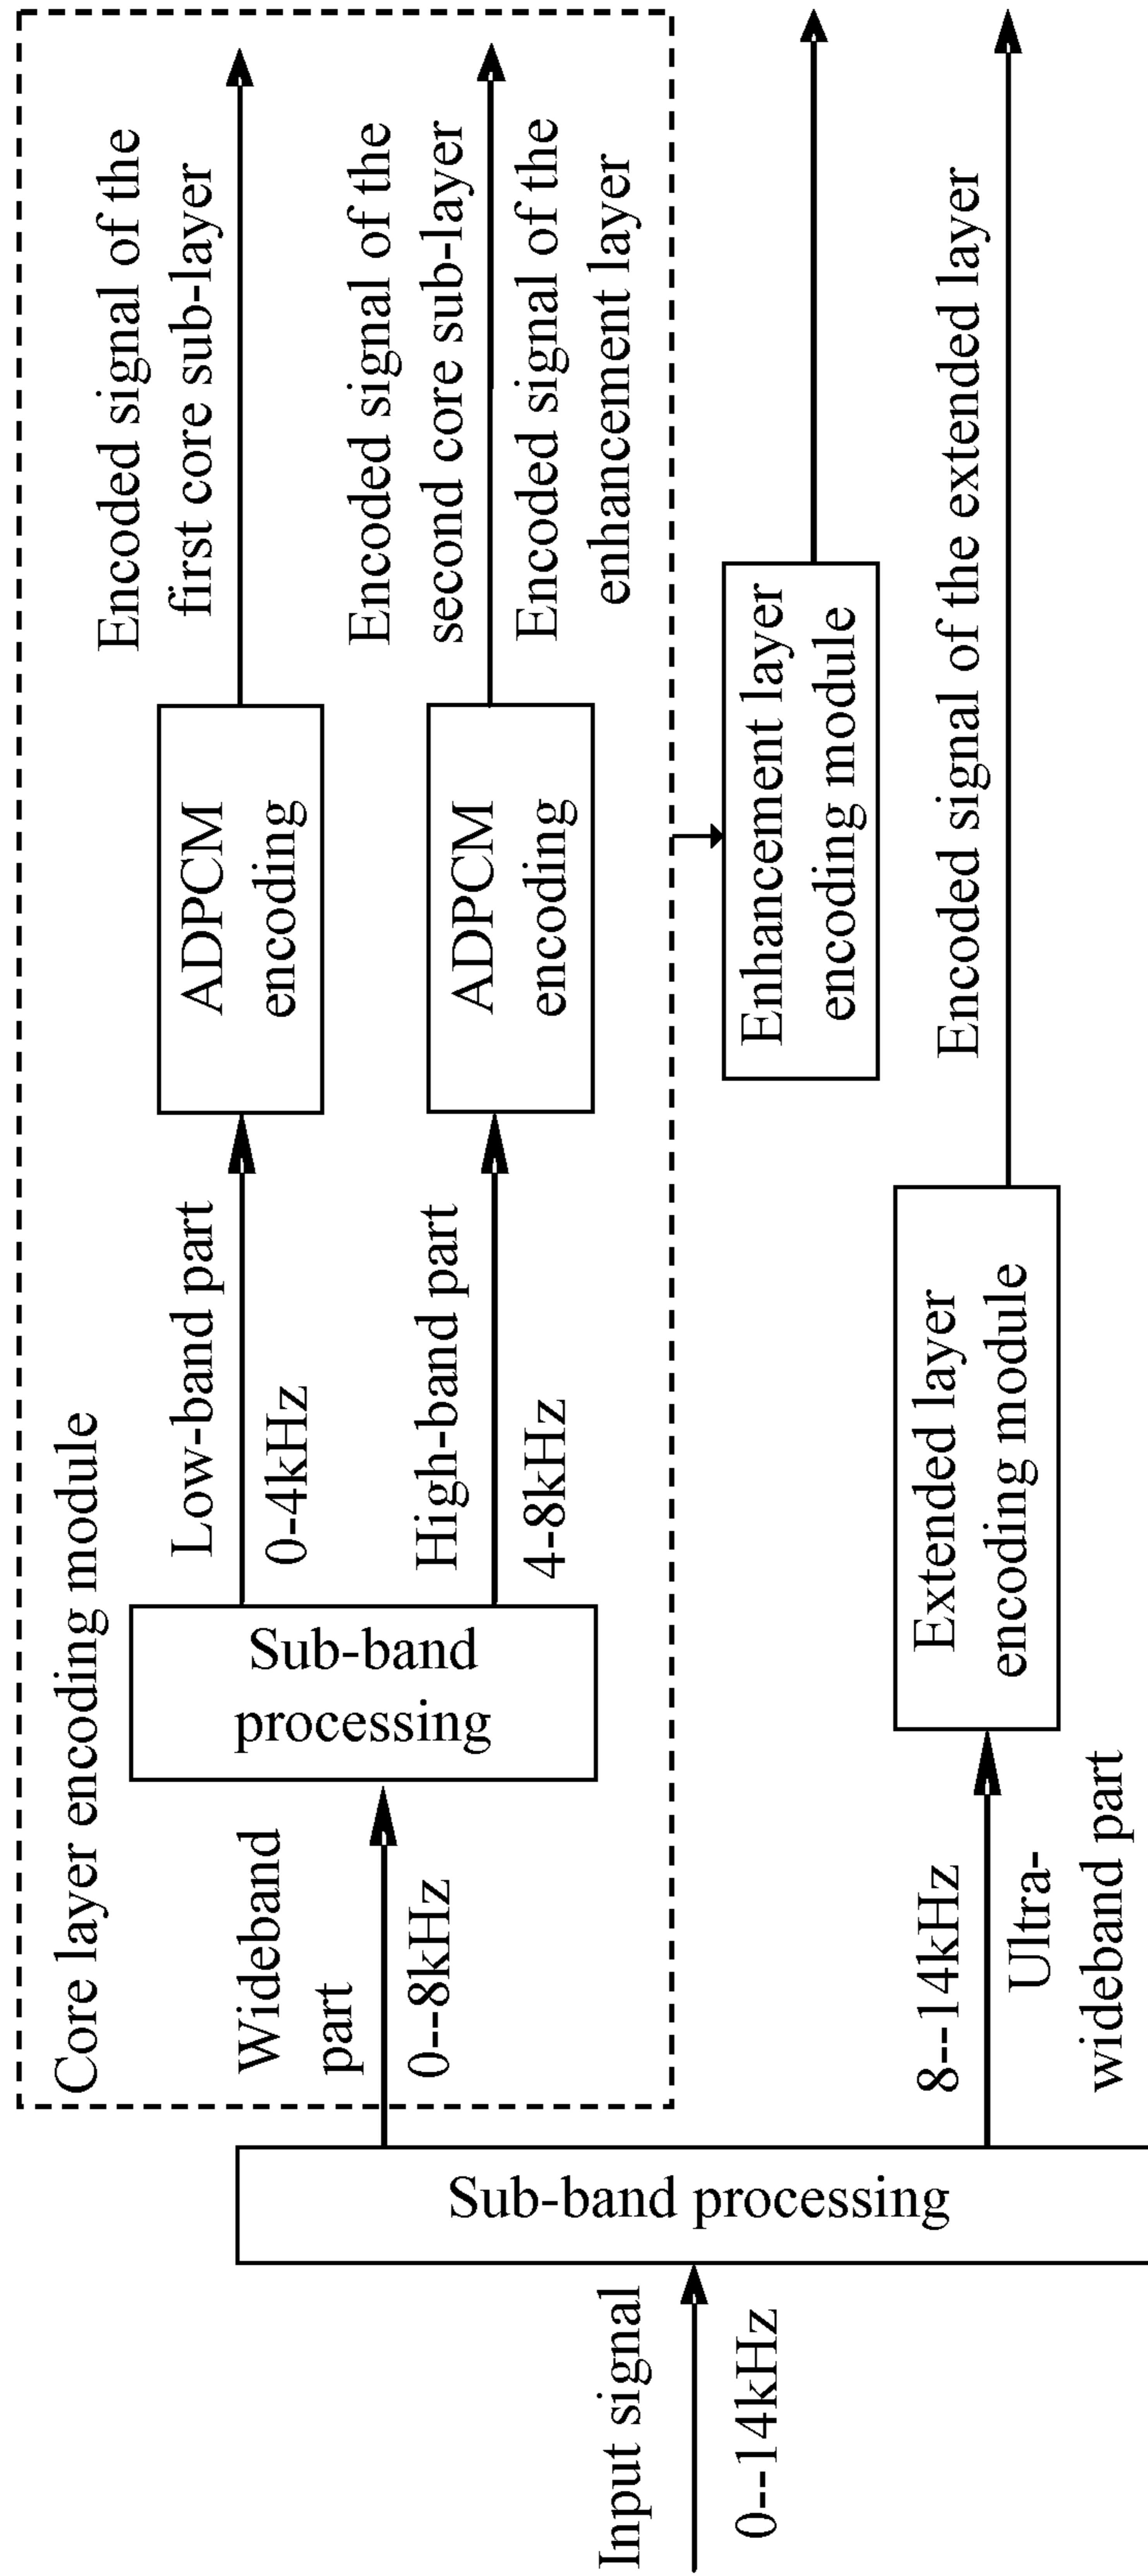 Core layer encoding module
Input signal
0--14kHz
Sub-band processing
Wideband
part
0--8kHz
Sub-band
processing
Low-band part
0-4kHz
ADPCM
encoding
Encoded signal of the
first core sub-layer
High-band part
4-8kHz
ADPCM
encoding
Encoded signal of the
second core sub-layer
Encoded signal of the
enhancement layer
Enhancement layer
encoding module
8--14kHz
Ultra-
wideband part
Extended layer
encoding module
Encoded signal of the extended layer